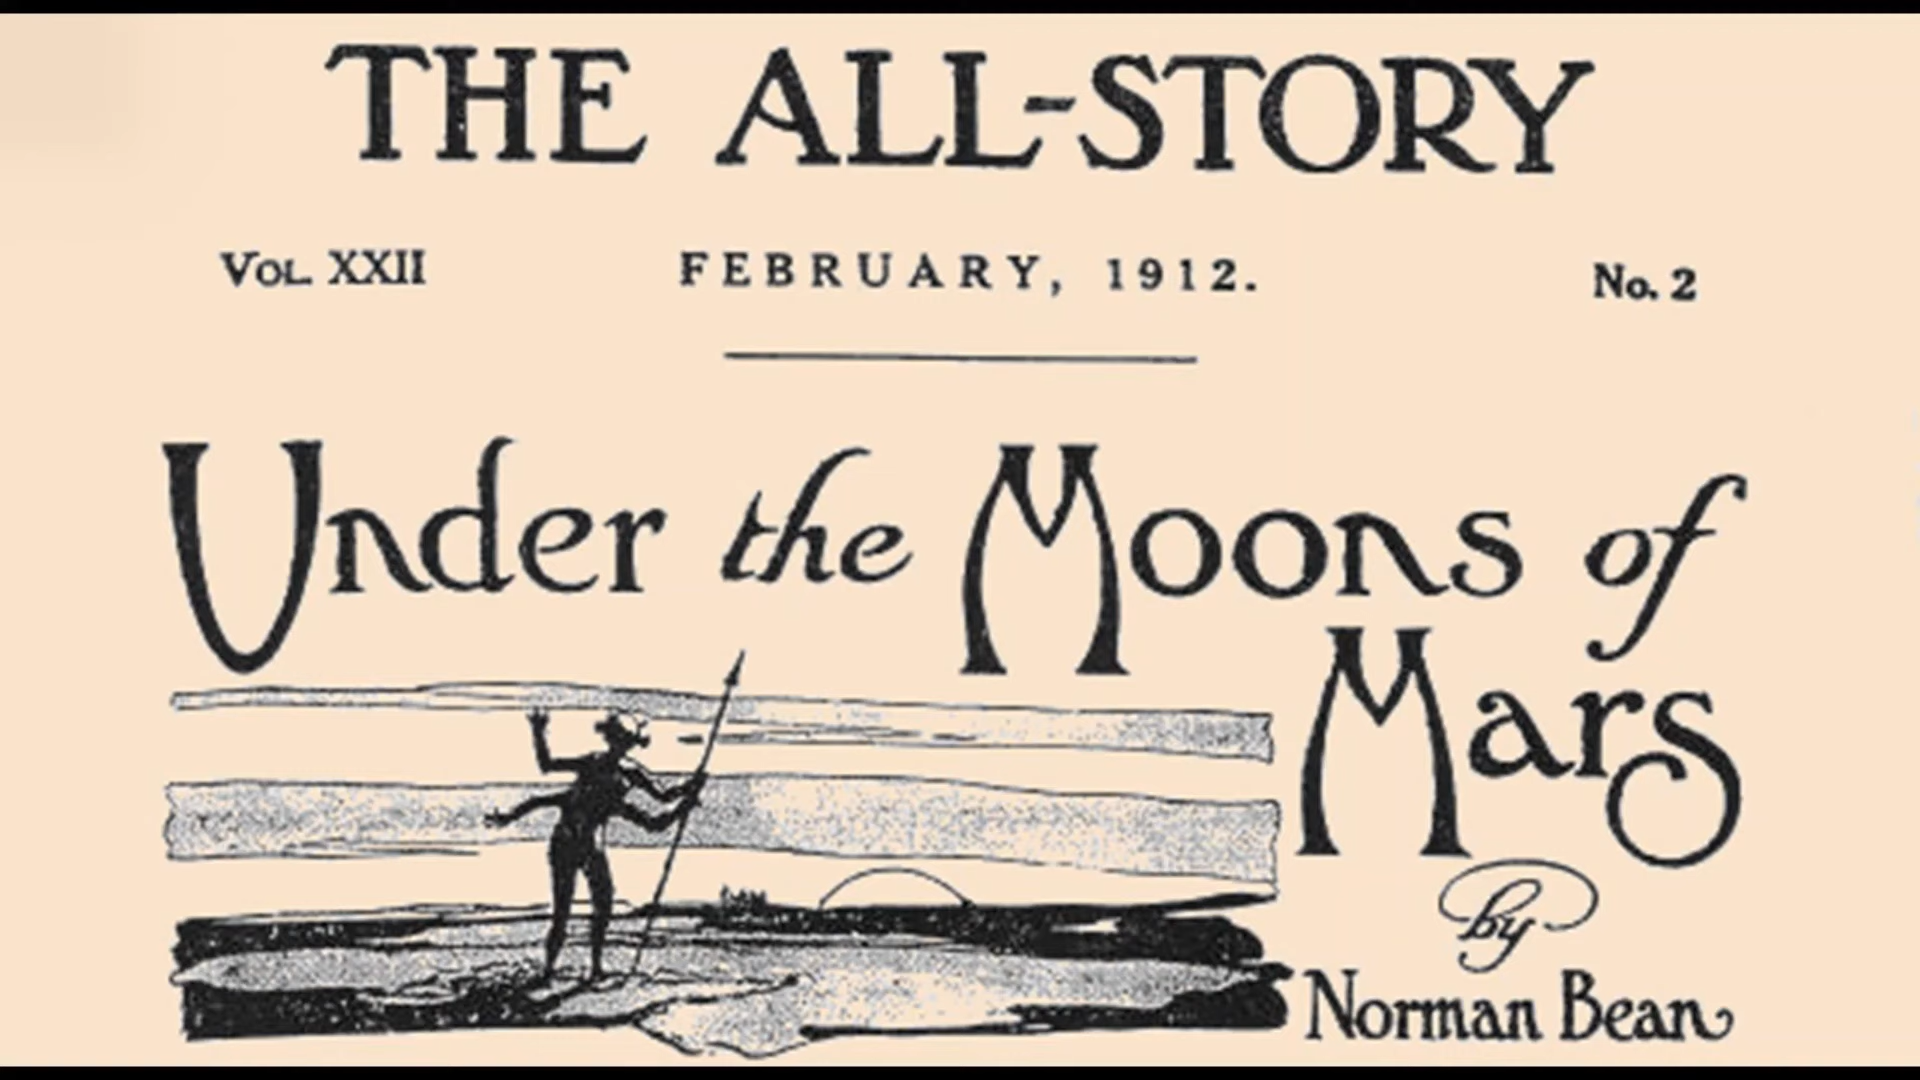 THE ALL-STORY
VOL. XXII FEBRUARY, 1912. No. 2
Under the Moons of
Mars
by
Norman Bean